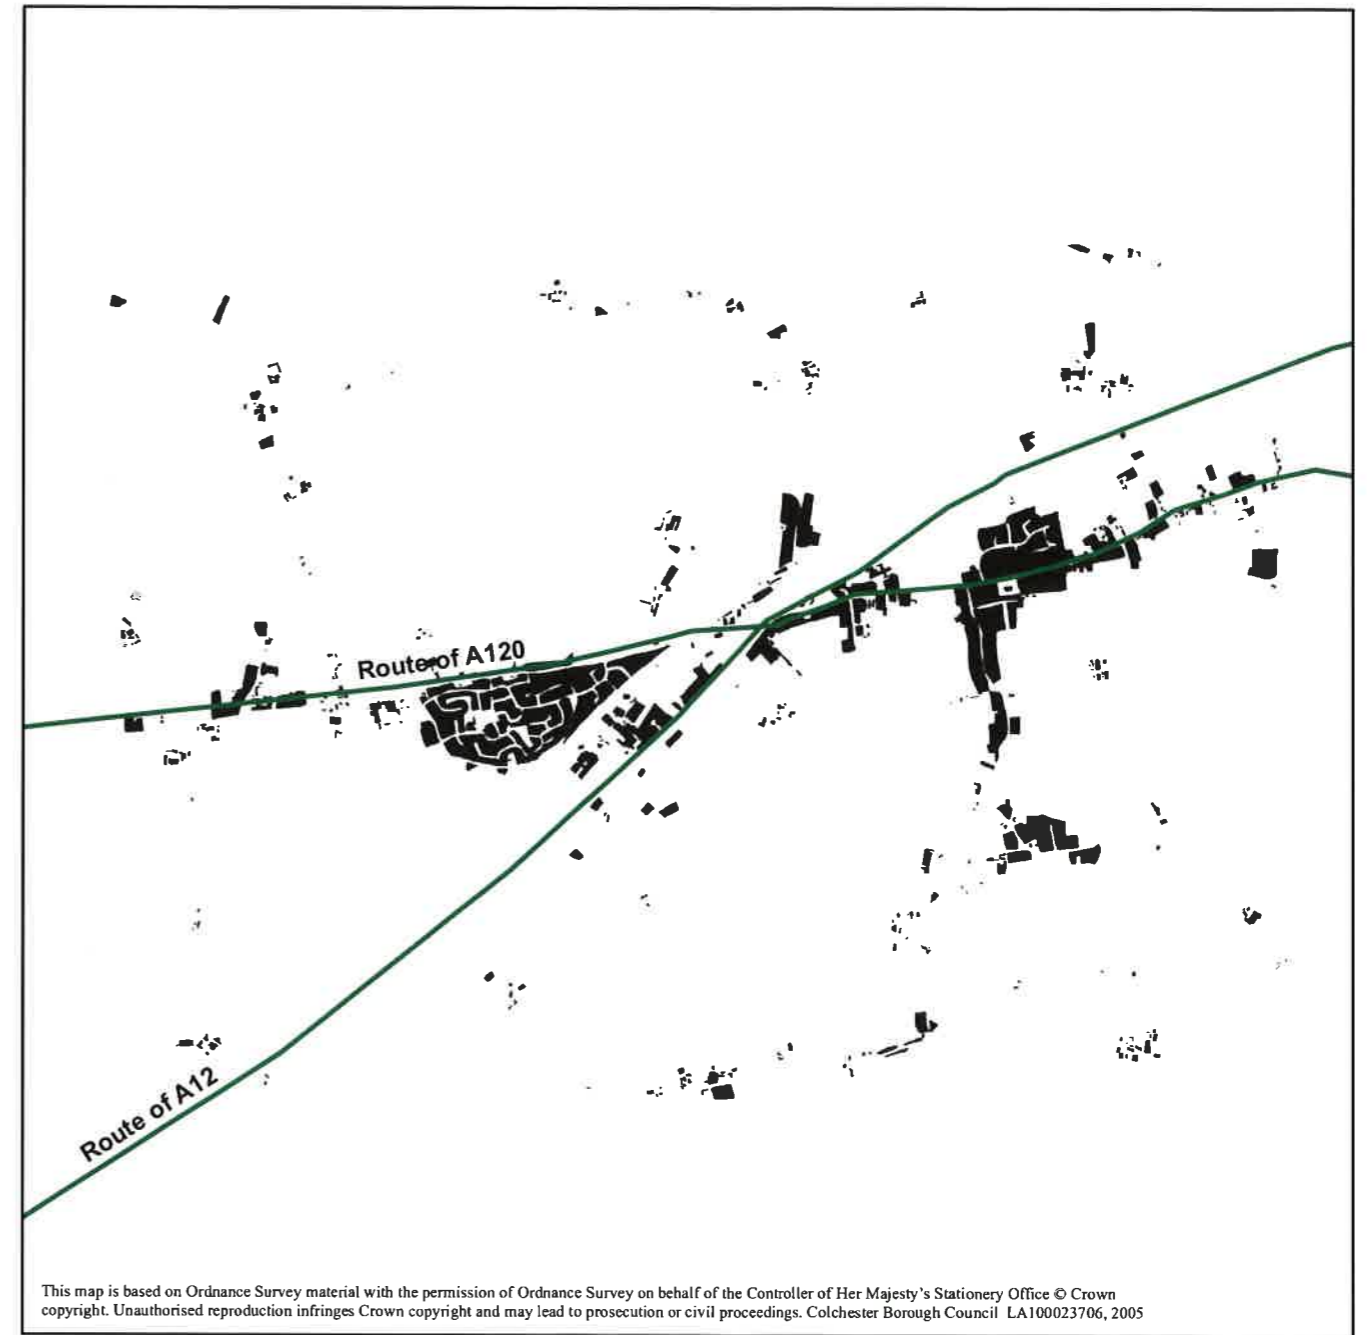 Route of A120
Route of A12
This map is based on Ordnance Survey material with the permission of Ordnance Survey on behalf of the Controller of Her Majesty's Stationery Office © Crown
copyright. Unauthorised reproduction infringes Crown copyright and may lead to prosecution or civil proceedings. Colchester Borough Council LA100023706, 2005